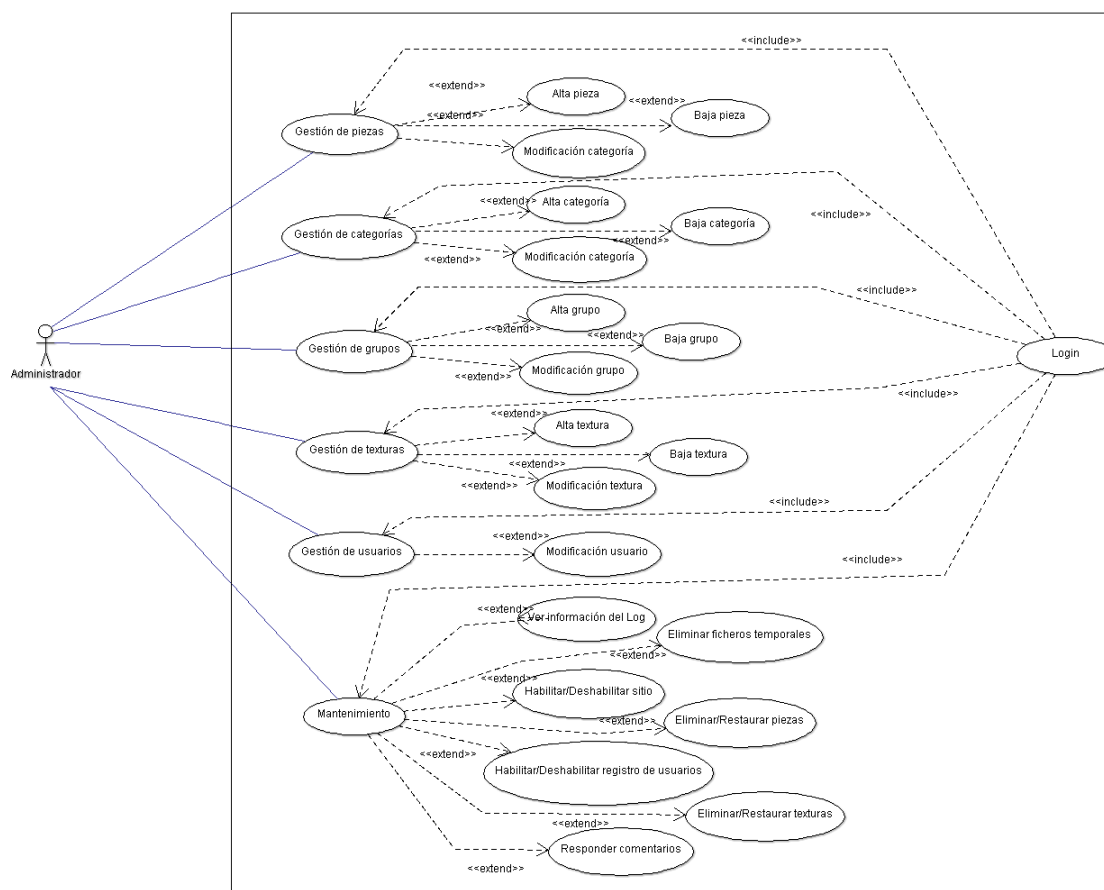 <<include>>
<<extend>>
Alta pieza
<<extend>>
<<extend>>
Baja pieza
Gestión de piezas
Modificación categoría
Alta categoría
<<include>>
<<extend>>
Baja categoría
Gestión de categorías
<<extend>>
Modificación categoría
<<extend>>
<<include>>
Alta grupo
<<extend>>
<<extend>>
Baja grupo
Gestión de grupos
Login
Administrador
Modificación grupo
<<extend>>
<<include>>
<<extend>>
Alta textura
Gestión de texturas
Baja textura
<<extend>>
<<extend>>
Modificación textura
<<include>>
<<extend>>
Gestión de usuarios
Modificación usuario
<<include>>
<<extend>>
Ver información del Log
Eliminar ficheros temporales
<<extend>>
<<extend>>
Habilitar/Deshabilitar sitio
Mantenimiento
<<extend>>
Eliminar/Restaurar piezas
<<extend>>
Habilitar/Deshabilitar registro de usuarios
Eliminar/Restaurar texturas
<<extend>>
Responder comentarios
<<extend>>